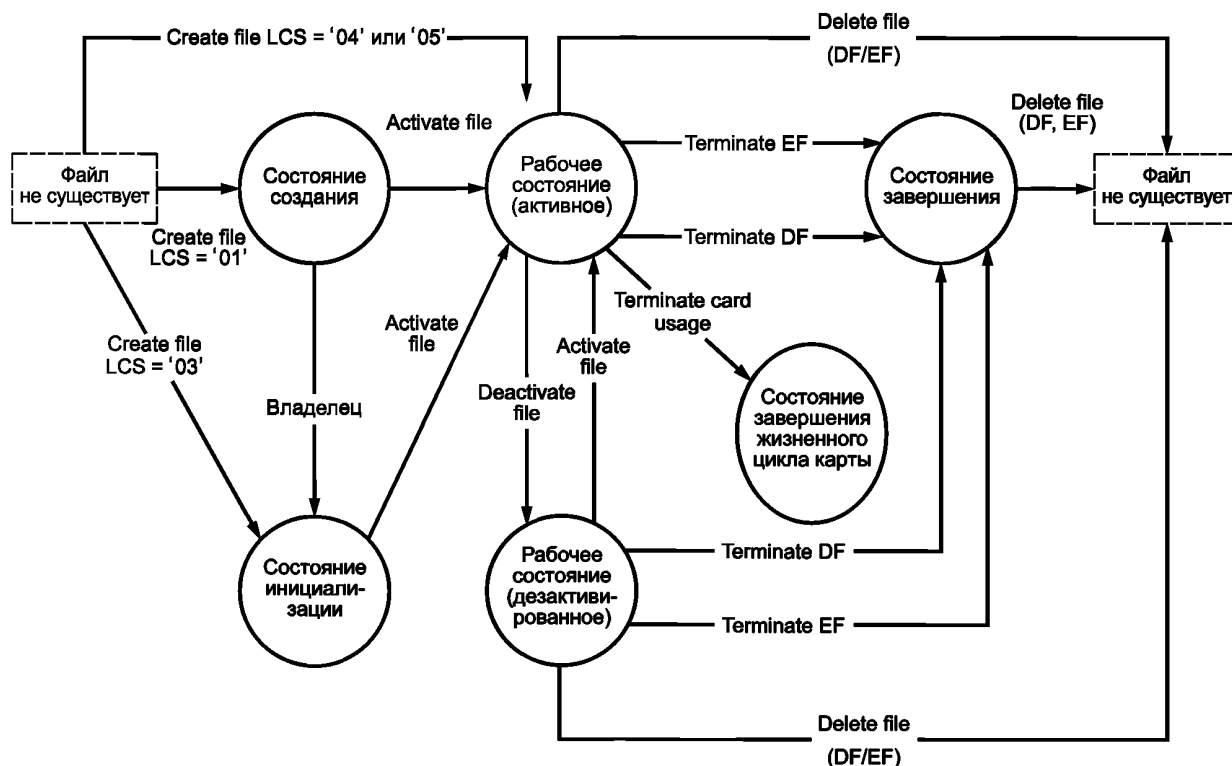 Create file LCS = ‘04’ или ‘05’
Delete file
(DF/EF)
Delete file
(DF, EF)
Activate file
Файл
не существует
Состояние
создания
Рабочее
состояние
(активное)
Terminate EF
Terminate DF
Состояние
завершения
Файл
не существует
Create file
LCS = ‘01’
Create file
LCS = ‘03’
Владелец
Activate
file
Deactivate
file
Activate
file
Terminate card
usage
Состояние
завершения
жизненного
цикла карты
Состояние
инициали-
зации
Рабочее
состояние
(дезактиви-
рованное)
Terminate DF
Terminate EF
Delete file
(DF/EF)